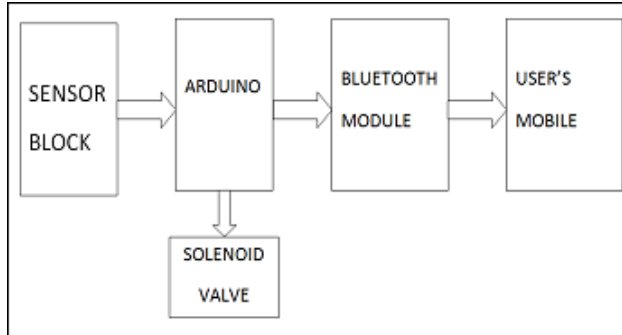 SENSOR
BLOCK
ARDUINO
BLUETOOTH
MODULE
USER'S
MOBILE
SOLENOID
VALVE